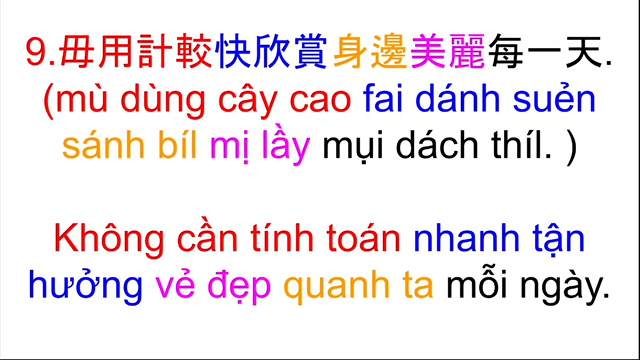 9.毋用計較快欣賞身邊美麗每一天.
(mù dùng cây cao fai dánh suẻn
sánh bíl mị lầy mụi dách thíl. )
Không cần tính toán nhanh tận
hưởng vẻ đẹp quanh ta mỗi ngày.